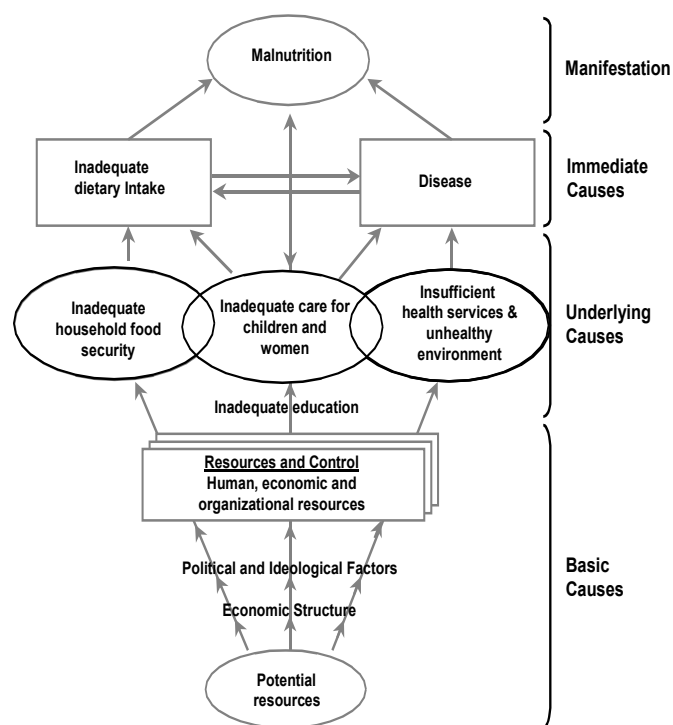 Malnutrition
Manifestation
Inadequate
dietary Intake
Disease
Immediate
Causes
Inadequate
household food
security
Inadequate care for
children and
women
Insufficient
health services &
unhealthy
environment
Underlying
Causes
Inadequate education
Resources and Control
Human, economic and
organizational resources
Political and Ideological Factors
Economic Structure
Basic
Causes
Potential
resources